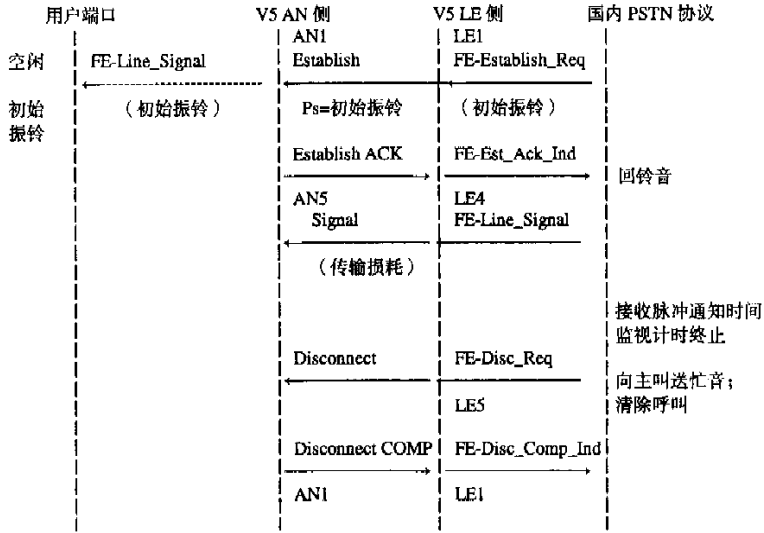 用户端口 V5 AN 侧 V5 LE 侧 国内 PSTN 协议
AN1 LE1
空闲 FE-Line_Signal Establish FE-Establish_Req
初始 （初始振铃） Ps=初始振铃 （初始振铃）
振铃
Establish ACK FE-Est_Ack_Ind
回铃音
AN5 LE4
Signal FE-Line_Signal
（传输损耗）
接收脉冲通知时间
监视计时终止
Disconnect FE-Disc_Req
向主叫送忙音；
LE5 清除呼叫
Disconnect COMP FE-Disc_Comp_Ind
AN1 LE1